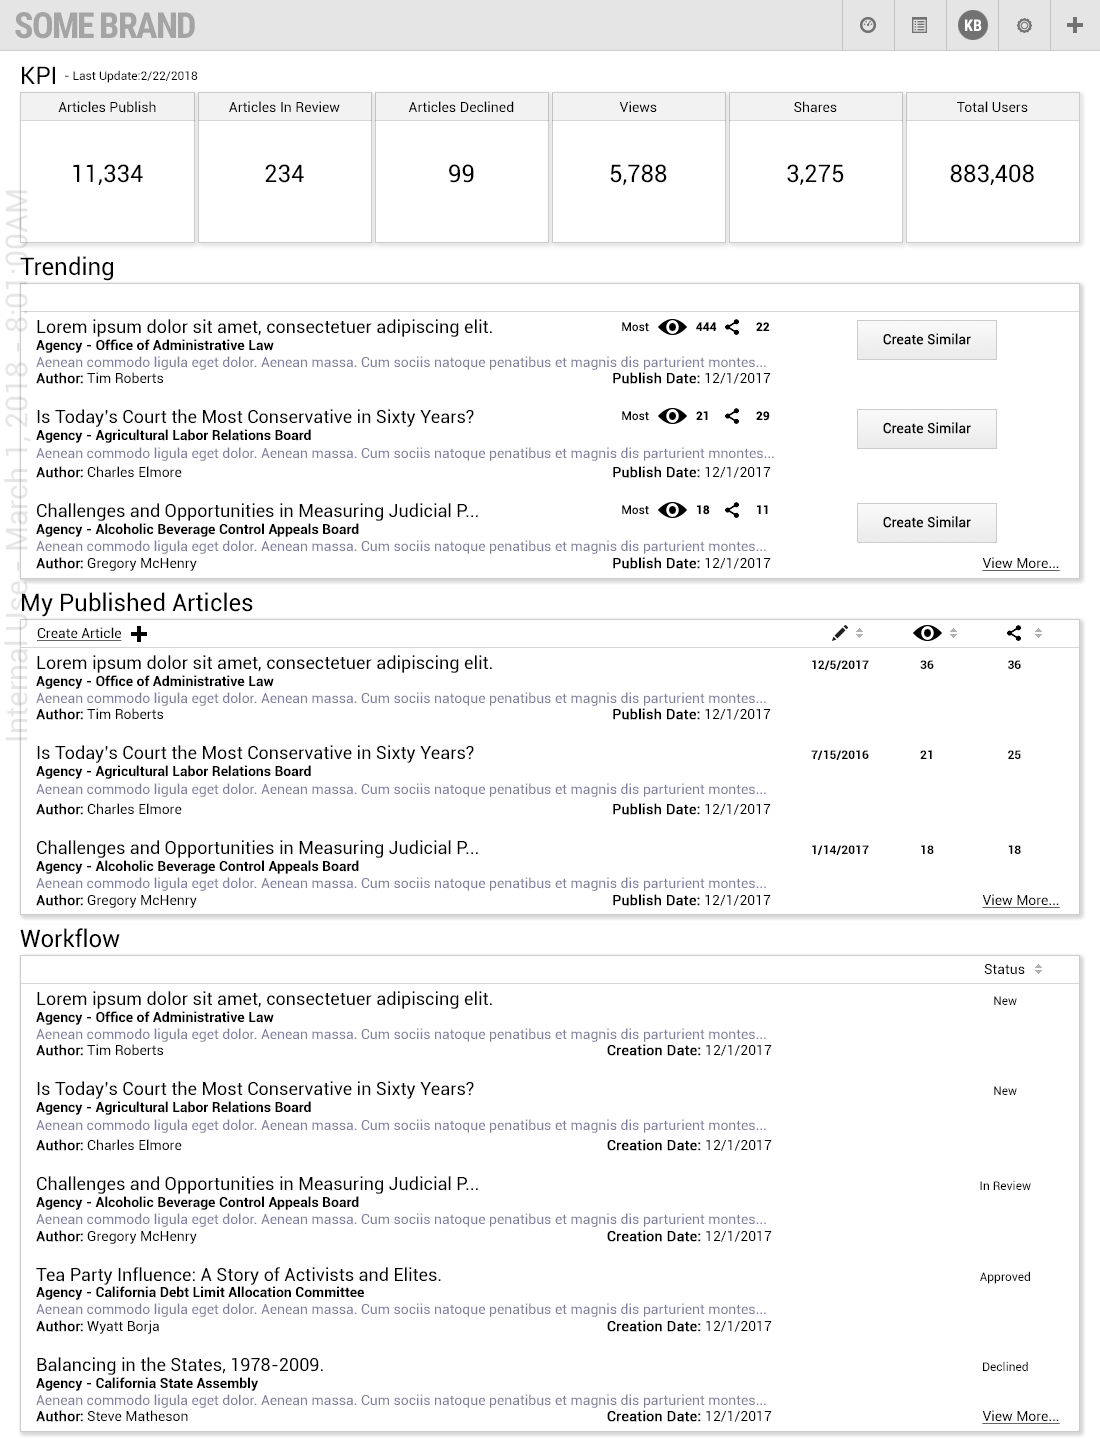 SOME BRAND
KB
KPI - Last Update:2/22/2018
Articles Publish
Articles In Review
Articles Declined
Views
Shares
Total Users
11,334
234
99
5,788
3,275
883,408
Internal Use - March 1, 2018 - 8:01:00AM
Trending
Lorem ipsum dolor sit amet, consectetuer adipiscing elit. Most 444 22
Create Similar
Agency - Office of Administrative Law
Aenean commodo ligula eget dolor. Aenean massa. Cum sociis natoque penatibus et magnis dis parturient montes...
Author: Tim Roberts Publish Date: 12/1/2017
Is Today's Court the Most Conservative in Sixty Years? Most 21 29
Create Similar
Agency - Agricultural Labor Relations Board
Aenean commodo ligula eget dolor. Aenean massa. Cum sociis natoque penatibus et magnis dis parturient mnontes...
Author: Charles Elmore Publish Date: 12/1/2017
Challenges and Opportunities in Measuring Judicial P... Most 18 11
Create Similar
Agency - Alcoholic Beverage Control Appeals Board
Aenean commodo ligula eget dolor. Aenean massa. Cum sociis natoque penatibus et magnis dis parturient montes...
Author: Gregory McHenry Publish Date: 12/1/2017 View More...
My Published Articles
Create Article
Lorem ipsum dolor sit amet, consectetuer adipiscing elit. 12/5/2017 36 36
Agency - Office of Administrative Law
Aenean commodo ligula eget dolor. Aenean massa. Cum sociis natoque penatibus et magnis dis parturient montes...
Author: Tim Roberts Publish Date: 12/1/2017
Is Today's Court the Most Conservative in Sixty Years? 7/15/2016 21 25
Agency - Agricultural Labor Relations Board
Aenean commodo ligula eget dolor. Aenean massa. Cum sociis natoque penatibus et magnis dis parturient montes...
Author: Charles Elmore Publish Date: 12/1/2017
Challenges and Opportunities in Measuring Judicial P... 1/14/2017 18 18
Agency - Alcoholic Beverage Control Appeals Board
Aenean commodo ligula eget dolor. Aenean massa. Cum sociis natoque penatibus et magnis dis parturient montes...
Author: Gregory McHenry Publish Date: 12/1/2017 View More...
Workflow
Status
Lorem ipsum dolor sit amet, consectetuer adipiscing elit. New
Agency - Office of Administrative Law
Aenean commodo ligula eget dolor. Aenean massa. Cum sociis natoque penatibus et magnis dis parturient montes...
Author: Tim Roberts Creation Date: 12/1/2017
Is Today's Court the Most Conservative in Sixty Years? New
Agency - Agricultural Labor Relations Board
Aenean commodo ligula eget dolor. Aenean massa. Cum sociis natoque penatibus et magnis dis parturient montes...
Author: Charles Elmore Creation Date: 12/1/2017
Challenges and Opportunities in Measuring Judicial P... In Review
Agency - Alcoholic Beverage Control Appeals Board
Aenean commodo ligula eget dolor. Aenean massa. Cum sociis natoque penatibus et magnis dis parturient montes...
Author: Gregory McHenry Creation Date: 12/1/2017
Tea Party Influence: A Story of Activists and Elites. Approved
Agency - California Debt Limit Allocation Committee
Aenean commodo ligula eget dolor. Aenean massa. Cum sociis natoque penatibus et magnis dis parturient montes...
Author: Wyatt Borja Creation Date: 12/1/2017
Balancing in the States, 1978-2009. Declined
Agency - California State Assembly
Aenean commodo ligula eget dolor. Aenean massa. Cum sociis natoque penatibus et magnis dis parturient montes...
Author: Steve Matheson Creation Date: 12/1/2017 View More...